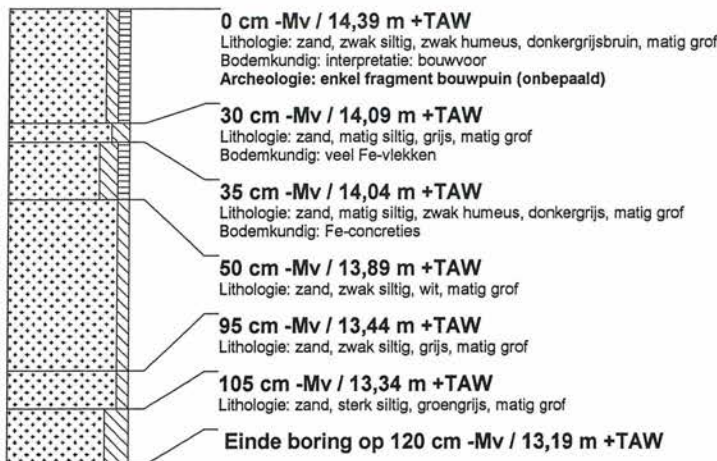 0 cm -Mv / 14,39 m +TAW
Lithologie: zand, zwak siltig, zwak humeus, donkergrijsbruin, matig grof
Bodemkundig: interpretatie: bouwvoor
Archeologie: enkel fragment bouwpuin (onbepaald)
30 cm -Mv / 14,09 m +TAW
Lithologie: zand, matig siltig, grijs, matig grof
Bodemkundig: veel Fe-vlekken
35 cm -Mv / 14,04 m +TAW
Lithologie: zand, matig siltig, zwak humeus, donkergrijs, matig grof
Bodemkundig: Fe-concreties
50 cm -Mv / 13,89 m +TAW
Lithologie: zand, zwak siltig, wit, matig grof
95 cm -Mv / 13,44 m +TAW
Lithologie: zand, zwak siltig, grijs, matig grof
105 cm -Mv / 13,34 m +TAW
Lithologie: zand, sterk siltig, groengrijs, matig grof
Einde boring op 120 cm -Mv / 13,19 m +TAW